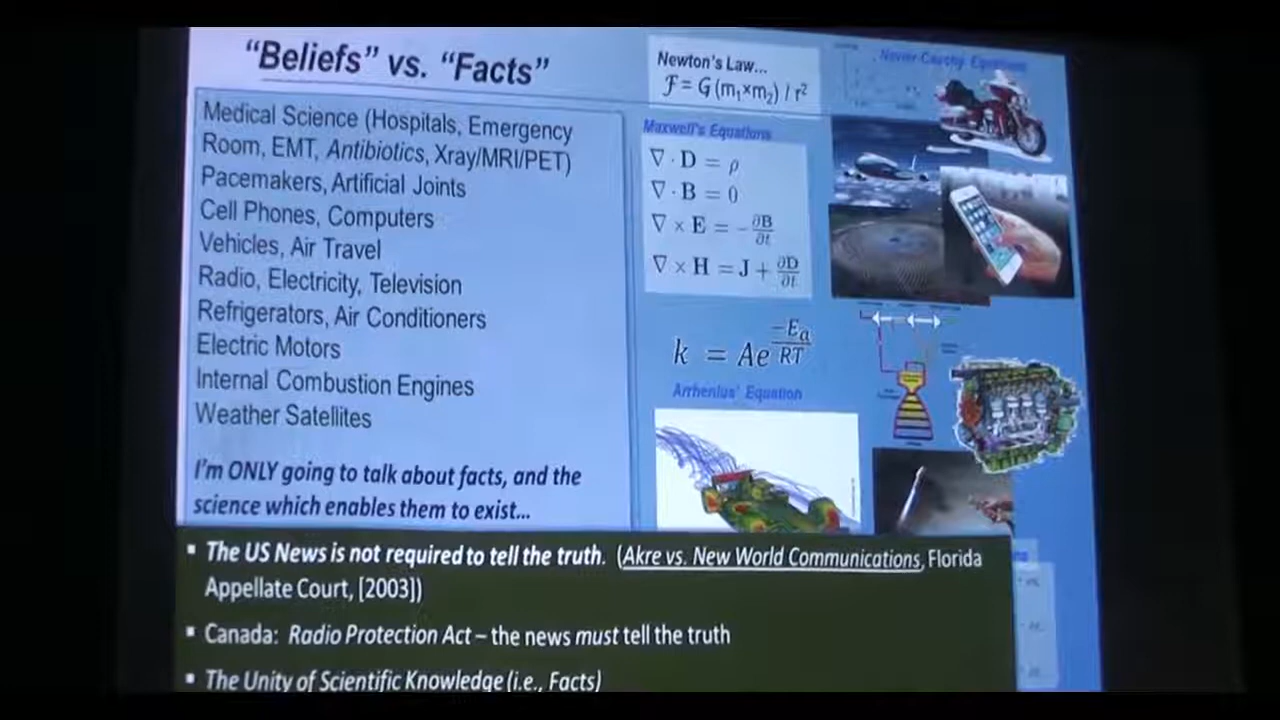 “Beliefs” vs. “Facts”
Medical Science (Hospitals, Emergency
Room, EMT, Antibiotics, Xray/MRI/PET)
Pacemakers, Artificial Joints
Cell Phones, Computers
Vehicles, Air Travel
Radio, Electricity, Television
Refrigerators, Air Conditioners
Electric Motors
Internal Combustion Engines
Weather Satellites
I’m ONLY going to talk about facts, and the
science which enables them to exist...
Newton’s Law...
F = G (m₁×m₂) / r²
Maxwell's Equations
∇ · D = ρ
∇ · B = 0
∇ × E = -∂B/∂t
∇ × H = J + ∂D/∂t
k = Ae^(-Eₐ/RT)
Arrhenius' Equation
▪ The US News is not required to tell the truth. (Akre vs. New World Communications, Florida
Appellate Court, [2003])
▪ Canada: Radio Protection Act – the news must tell the truth
▪ The Unity of Scientific Knowledge (i.e., Facts)